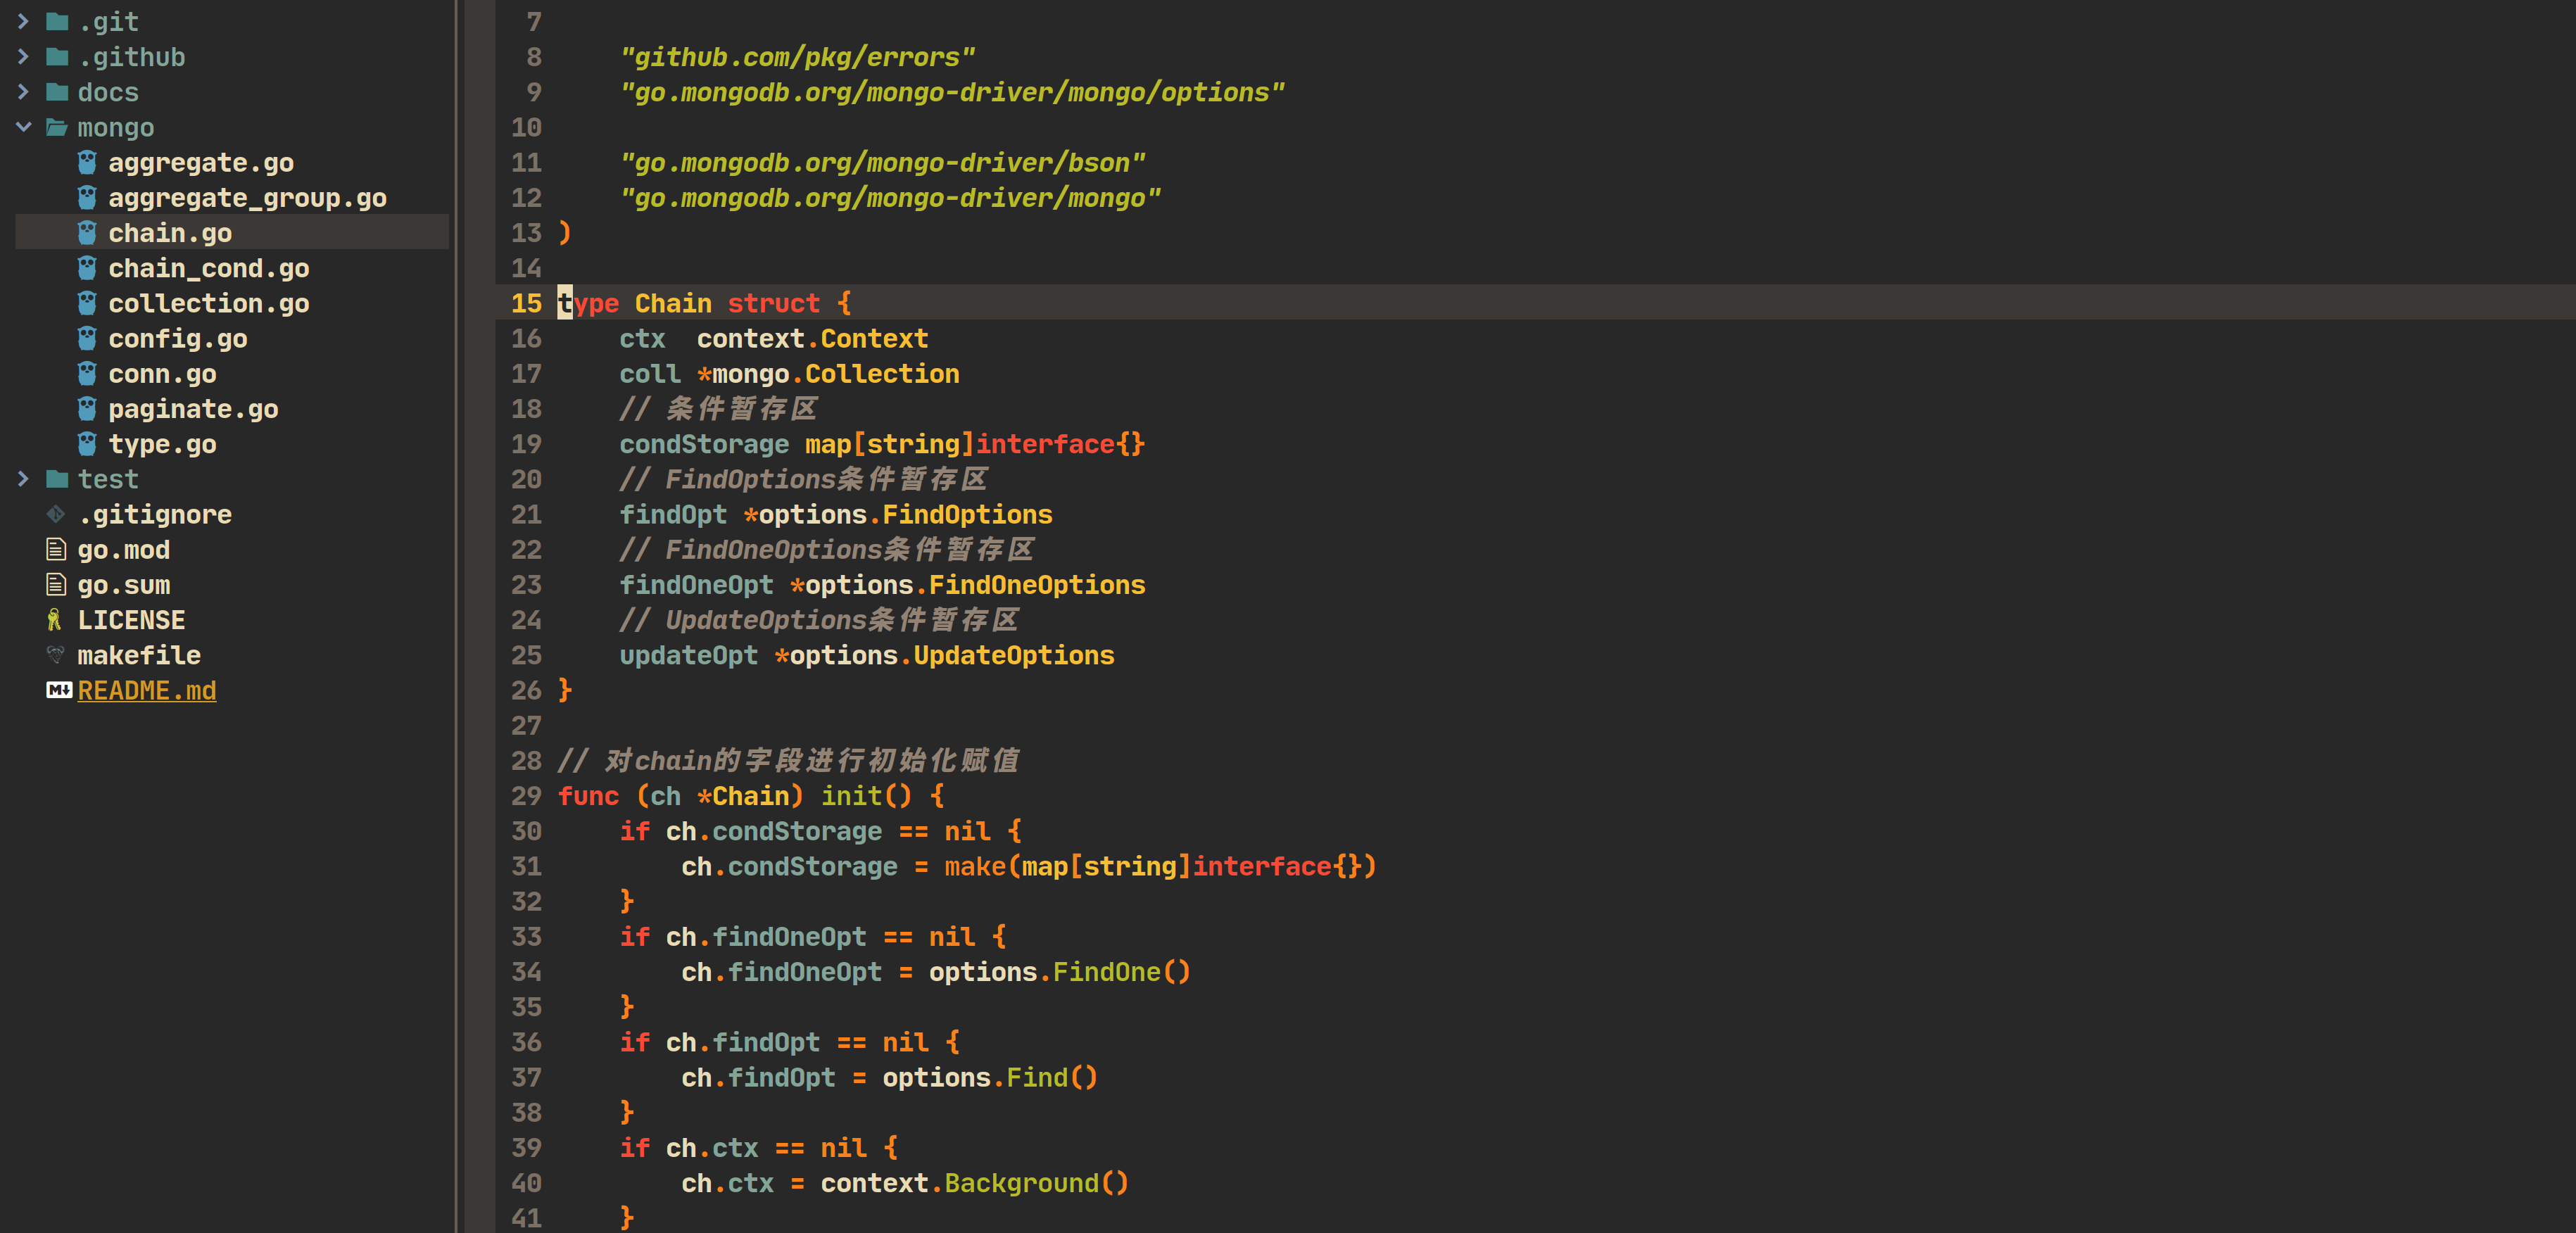 .git
.github
docs
mongo
aggregate.go
aggregate_group.go
chain.go
chain_cond.go
collection.go
config.go
conn.go
paginate.go
type.go
test
.gitignore
go.mod
go.sum
LICENSE
makefile
M↓ README.md
7
8 "github.com/pkg/errors"
9 "go.mongodb.org/mongo-driver/mongo/options"
10
11 "go.mongodb.org/mongo-driver/bson"
12 "go.mongodb.org/mongo-driver/mongo"
13 )
14
15 type Chain struct {
16 ctx  context.Context
17 coll *mongo.Collection
18 // 条件暂存区
19 condStorage map[string]interface{}
20 // FindOptions条件暂存区
21 findOpt *options.FindOptions
22 // FindOneOptions条件暂存区
23 findOneOpt *options.FindOneOptions
24 // UpdateOptions条件暂存区
25 updateOpt *options.UpdateOptions
26 }
27
28 // 对chain的字段进行初始化赋值
29 func (ch *Chain) init() {
30 if ch.condStorage == nil {
31 ch.condStorage = make(map[string]interface{})
32 }
33 if ch.findOneOpt == nil {
34 ch.findOneOpt = options.FindOne()
35 }
36 if ch.findOpt == nil {
37 ch.findOpt = options.Find()
38 }
39 if ch.ctx == nil {
40 ch.ctx = context.Background()
41 }